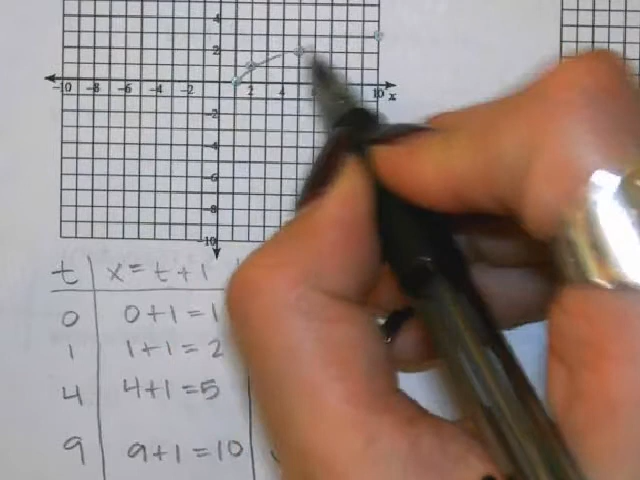 4
2
-10 -8 -6 -4 -2 2 4 10 x
-2
-4
-6
-8
-10
t x = t + 1
0 0 + 1 = 1
1 1 + 1 = 2
4 4 + 1 = 5
9 9 + 1 = 10